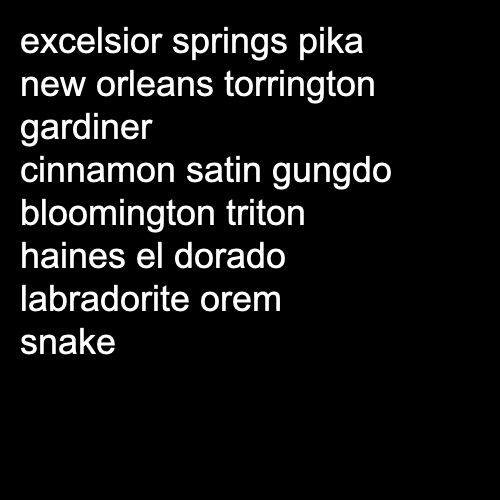 excelsior springs pika
new orleans torrington
gardiner
cinnamon satin gungdo
bloomington triton
haines el dorado
labradorite orem
snake